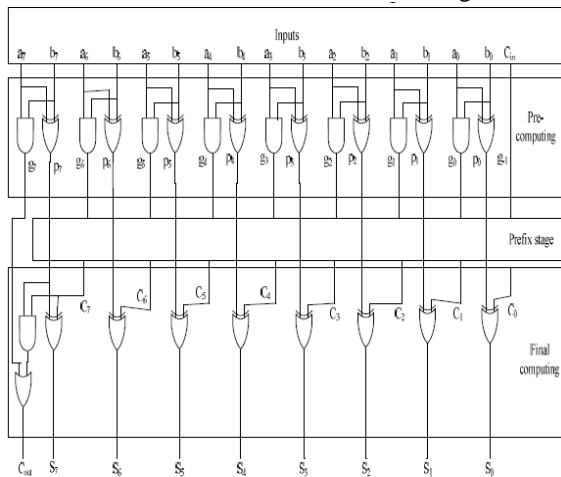 Inputs
a₇ b₇ a₆ b₆ a₅ b₅ a₄ b₄ a₃ b₃ a₂ b₂ a₁ b₁ a₀ b₀ Cᵢₙ
Pre-
computing
g₇ p₇ g₆ p₆ g₅ p₅ g₄ p₄ g₃ p₃ g₂ p₂ g₁ p₁ g₀ p₀ g₋₁
Prefix stage
C₇ C₆ C₅ C₄ C₃ C₂ C₁ C₀
Final
computing
Cout S₇ S₆ S₅ S₄ S₃ S₂ S₁ S₀